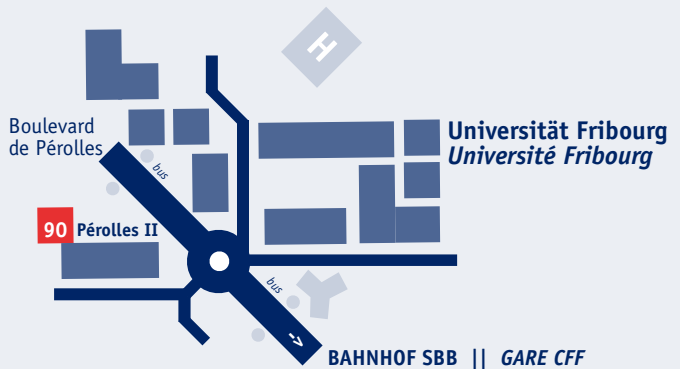 H
Boulevard
de Pérolles
bus
Universität Fribourg
Université Fribourg
90 Pérolles II
bus
->
BAHNHOF SBB || GARE CFF